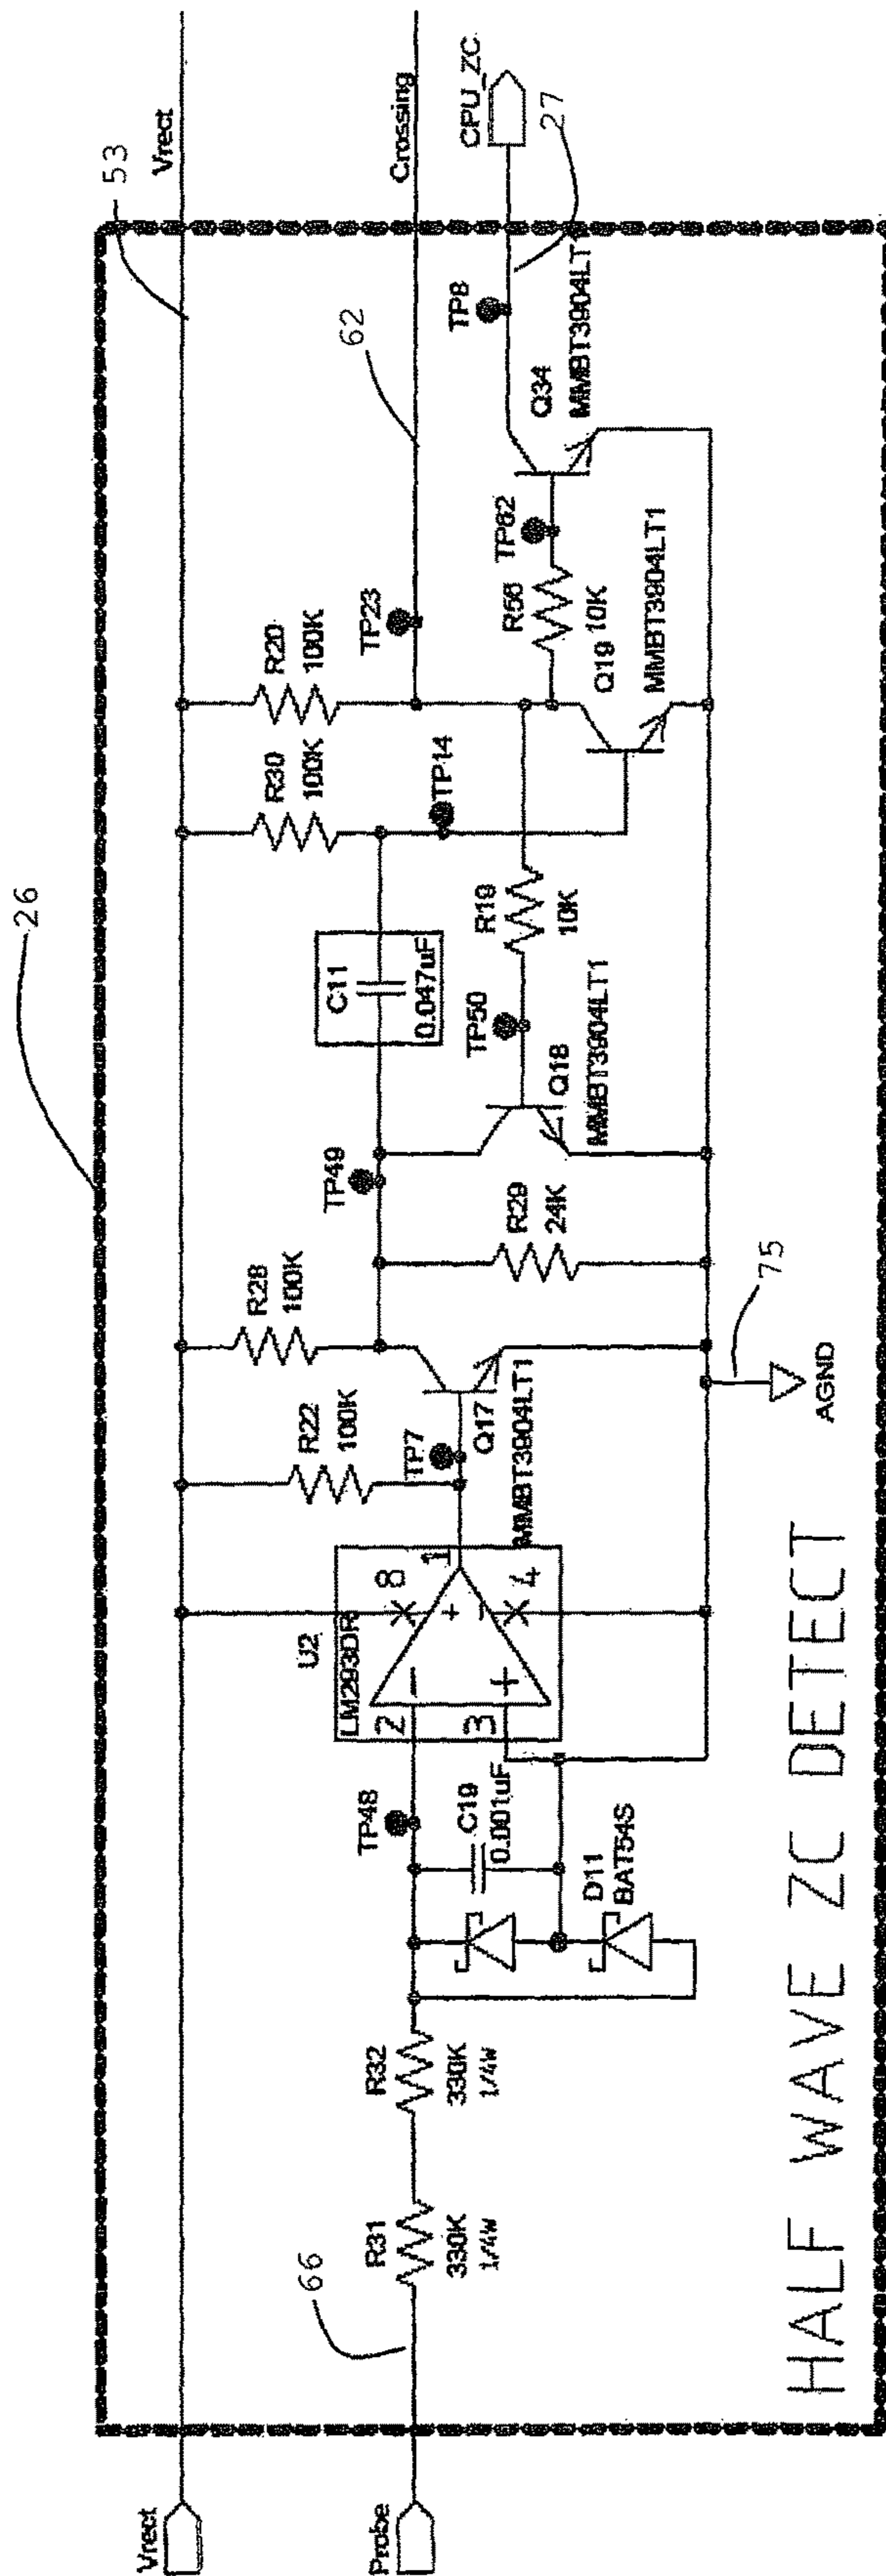 26
53
Vrect
Vrect
62
Crossing
R20
100K
R30
100K
TP23
TP14
C11
0.047uF
R28
100K
R22
100K
TP49
TP50
R19
10K
Q18
MMBT3904LT1
R29
24K
TP7
Q17
MMBT3904LT1
U2
LM293DR
8
1
2
3
4
+
−
−
+
TP48
C19
0.001uF
D11
BAT54S
R32
330K
1/4W
R31
330K
1/4W
66
Probe
R56
10K
TP62
Q19
MMBT3904LT1
Q34
MMBT3904LT
TP8
CPU_ZC
27
75
AGND
HALF WAVE ZC DETECT